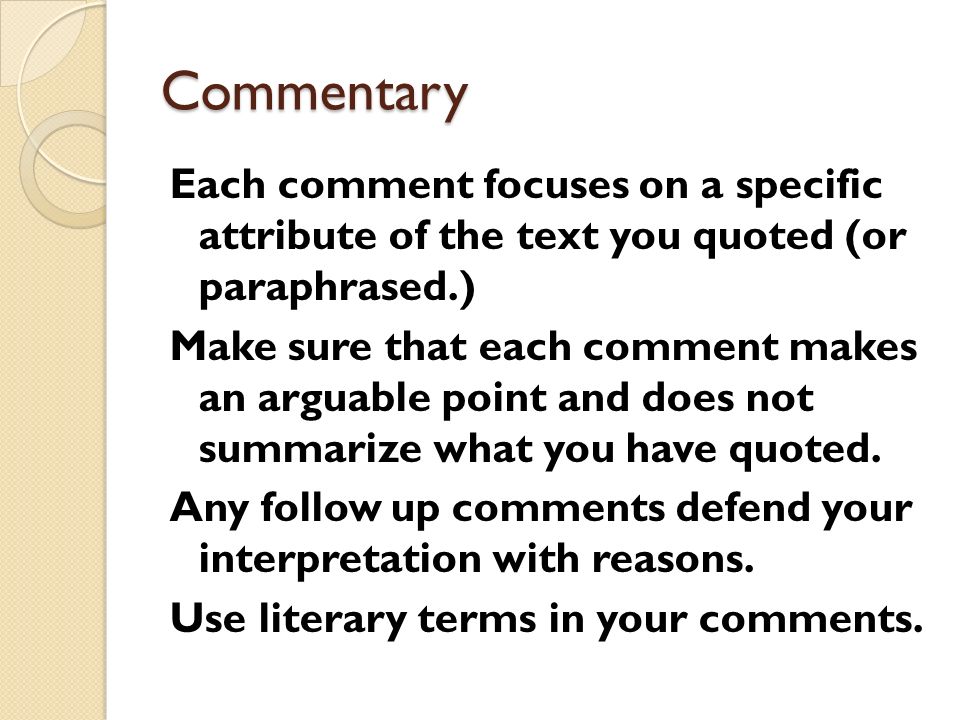 Commentary
Each comment focuses on a specific
attribute of the text you quoted (or
paraphrased.)
Make sure that each comment makes
an arguable point and does not
summarize what you have quoted.
Any follow up comments defend your
interpretation with reasons.
Use literary terms in your comments.